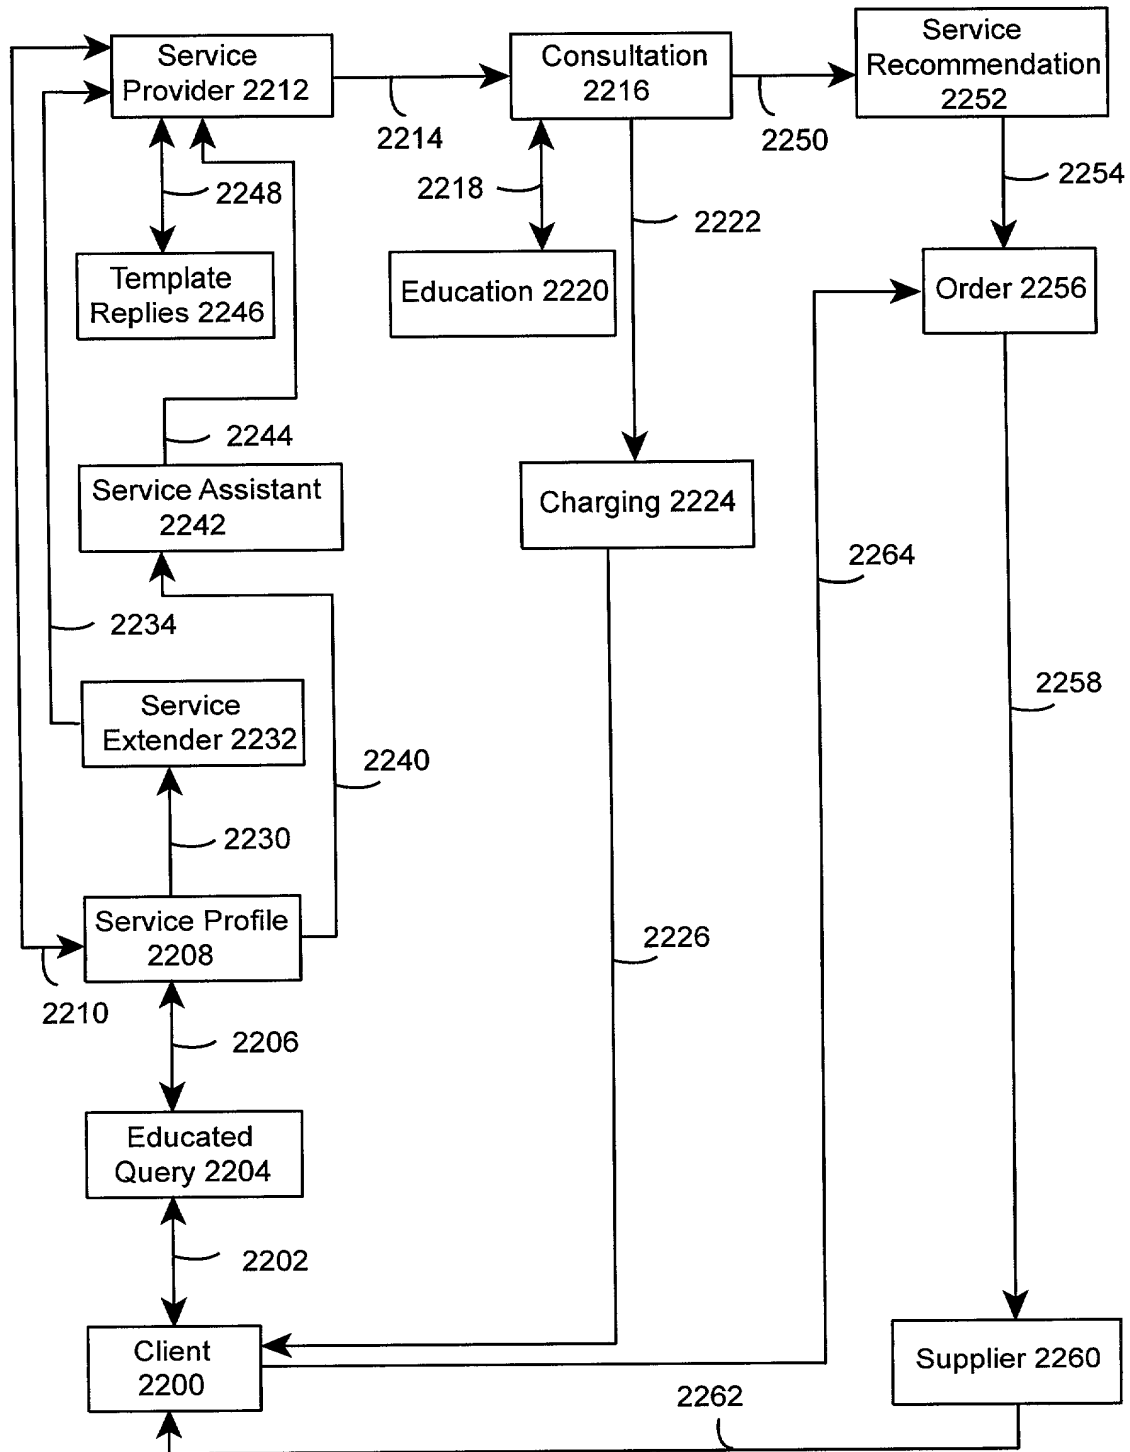 Service
Provider 2212
Consultation
2216
Service
Recommendation
2252
2214
2250
2248
2218
2222
2254
Template
Replies 2246
Education 2220
Order 2256
2244
Service Assistant
2242
Charging 2224
2264
2234
2258
Service
Extender 2232
2240
2230
Service Profile
2208
2226
2210
2206
Educated
Query 2204
2202
Client
2200
Supplier 2260
2262